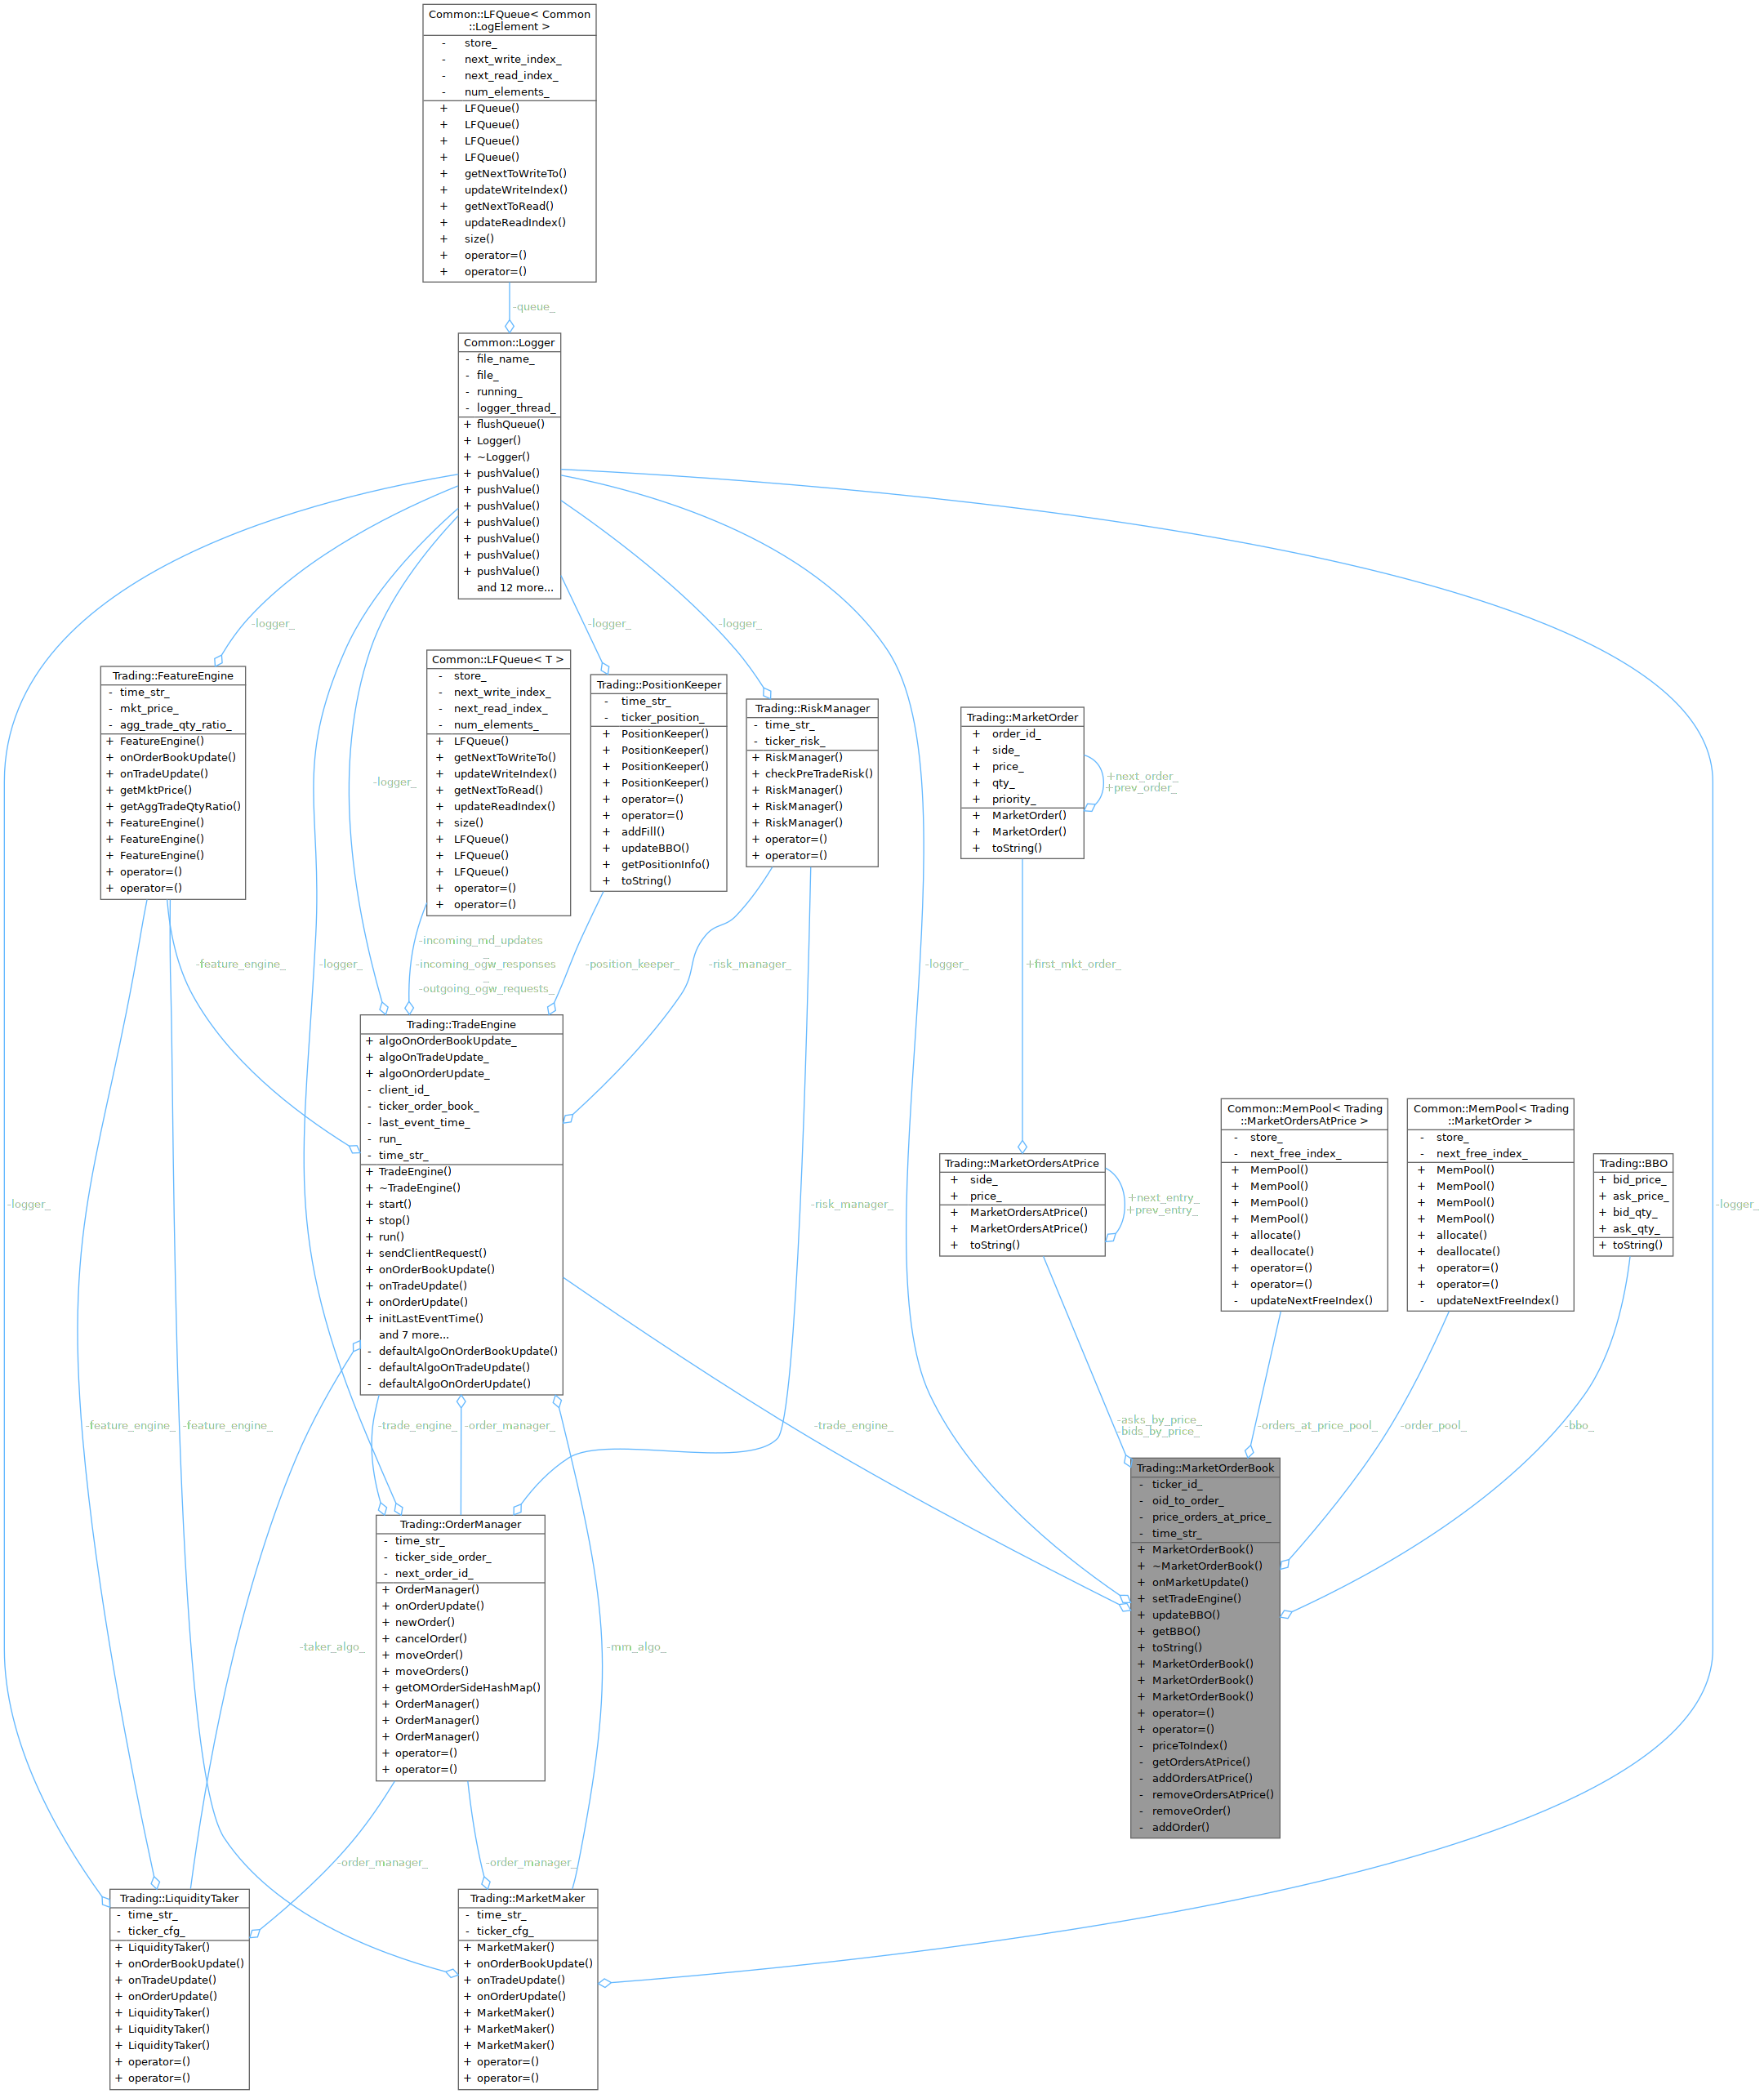 Common::LFQueue< Common
::LogElement >
- store_
- next_write_index_
- next_read_index_
- num_elements_
+ LFQueue()
+ LFQueue()
+ LFQueue()
+ LFQueue()
+ getNextToWriteTo()
+ updateWriteIndex()
+ getNextToRead()
+ updateReadIndex()
+ size()
+ operator=()
+ operator=()
-queue_
Common::Logger
- file_name_
- file_
- running_
- logger_thread_
+ flushQueue()
+ Logger()
+ ~Logger()
+ pushValue()
+ pushValue()
+ pushValue()
+ pushValue()
+ pushValue()
+ pushValue()
+ pushValue()
and 12 more...
-logger_
-logger_
-logger_
Trading::FeatureEngine
- time_str_
- mkt_price_
- agg_trade_qty_ratio_
+ FeatureEngine()
+ onOrderBookUpdate()
+ onTradeUpdate()
+ getMktPrice()
+ getAggTradeQtyRatio()
+ FeatureEngine()
+ FeatureEngine()
+ FeatureEngine()
+ operator=()
+ operator=()
-logger_
Common::LFQueue< T >
- store_
- next_write_index_
- next_read_index_
- num_elements_
+ LFQueue()
+ getNextToWriteTo()
+ updateWriteIndex()
+ getNextToRead()
+ updateReadIndex()
+ size()
+ LFQueue()
+ LFQueue()
+ LFQueue()
+ operator=()
+ operator=()
Trading::PositionKeeper
- time_str_
- ticker_position_
+ PositionKeeper()
+ PositionKeeper()
+ PositionKeeper()
+ PositionKeeper()
+ operator=()
+ operator=()
+ addFill()
+ updateBBO()
+ getPositionInfo()
+ toString()
Trading::RiskManager
- time_str_
- ticker_risk_
+ RiskManager()
+ checkPreTradeRisk()
+ RiskManager()
+ RiskManager()
+ RiskManager()
+ operator=()
+ operator=()
Trading::MarketOrder
+ order_id_
+ side_
+ price_
+ qty_
+ priority_
+ MarketOrder()
+ MarketOrder()
+ toString()
+next_order_
+prev_order_
-feature_engine_
-logger_
-incoming_md_updates
_
-incoming_ogw_responses
_
-outgoing_ogw_requests_
-position_keeper_
-risk_manager_
-logger_
+first_mkt_order_
Trading::TradeEngine
+ algoOnOrderBookUpdate_
+ algoOnTradeUpdate_
+ algoOnOrderUpdate_
- client_id_
- ticker_order_book_
- last_event_time_
- run_
- time_str_
+ TradeEngine()
+ ~TradeEngine()
+ start()
+ stop()
+ run()
+ sendClientRequest()
+ onOrderBookUpdate()
+ onTradeUpdate()
+ onOrderUpdate()
+ initLastEventTime()
and 7 more...
- defaultAlgoOnOrderBookUpdate()
- defaultAlgoOnTradeUpdate()
- defaultAlgoOnOrderUpdate()
-logger_
-risk_manager_
Trading::MarketOrdersAtPrice
+ side_
+ price_
+ MarketOrdersAtPrice()
+ MarketOrdersAtPrice()
+ toString()
+next_entry_
+prev_entry_
Common::MemPool< Trading
::MarketOrdersAtPrice >
- store_
- next_free_index_
+ MemPool()
+ MemPool()
+ MemPool()
+ MemPool()
+ allocate()
+ deallocate()
+ operator=()
+ operator=()
- updateNextFreeIndex()
Common::MemPool< Trading
::MarketOrder >
- store_
- next_free_index_
+ MemPool()
+ MemPool()
+ MemPool()
+ MemPool()
+ allocate()
+ deallocate()
+ operator=()
+ operator=()
- updateNextFreeIndex()
Trading::BBO
+ bid_price_
+ ask_price_
+ bid_qty_
+ ask_qty_
+ toString()
-logger_
-feature_engine_
-feature_engine_
-trade_engine_
-order_manager_
-trade_engine_
-asks_by_price_
-bids_by_price_
-orders_at_price_pool_
-order_pool_
-bbo_
Trading::MarketOrderBook
- ticker_id_
- oid_to_order_
- price_orders_at_price_
- time_str_
+ MarketOrderBook()
+ ~MarketOrderBook()
+ onMarketUpdate()
+ setTradeEngine()
+ updateBBO()
+ getBBO()
+ toString()
+ MarketOrderBook()
+ MarketOrderBook()
+ MarketOrderBook()
+ operator=()
+ operator=()
- priceToIndex()
- getOrdersAtPrice()
- addOrdersAtPrice()
- removeOrdersAtPrice()
- removeOrder()
- addOrder()
Trading::OrderManager
- time_str_
- ticker_side_order_
- next_order_id_
+ OrderManager()
+ onOrderUpdate()
+ newOrder()
+ cancelOrder()
+ moveOrder()
+ moveOrders()
+ getOMOrderSideHashMap()
+ OrderManager()
+ OrderManager()
+ OrderManager()
+ operator=()
+ operator=()
-taker_algo_
-mm_algo_
-order_manager_
-order_manager_
Trading::LiquidityTaker
- time_str_
- ticker_cfg_
+ LiquidityTaker()
+ onOrderBookUpdate()
+ onTradeUpdate()
+ onOrderUpdate()
+ LiquidityTaker()
+ LiquidityTaker()
+ LiquidityTaker()
+ operator=()
+ operator=()
Trading::MarketMaker
- time_str_
- ticker_cfg_
+ MarketMaker()
+ onOrderBookUpdate()
+ onTradeUpdate()
+ onOrderUpdate()
+ MarketMaker()
+ MarketMaker()
+ MarketMaker()
+ operator=()
+ operator=()